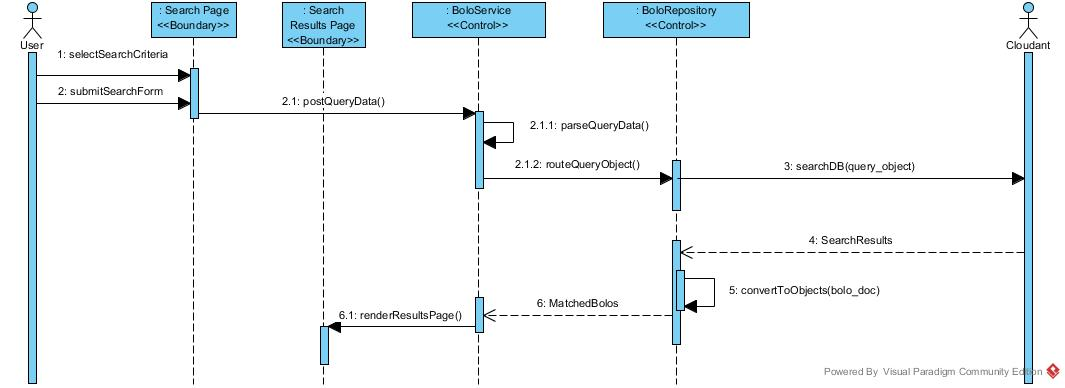 : Search Page
<<Boundary>>
: Search
Results Page
<<Boundary>>
: BoloService
<<Control>>
: BoloRepository
<<Control>>
User
Cloudant
1: selectSearchCriteria
2: submitSearchForm
2.1: postQueryData()
2.1.1: parseQueryData()
2.1.2: routeQueryObject()
3: searchDB(query_object)
4: SearchResults
5: convertToObjects(bolo_doc)
6: MatchedBolos
6.1: renderResultsPage()
Powered By Visual Paradigm Community Edition